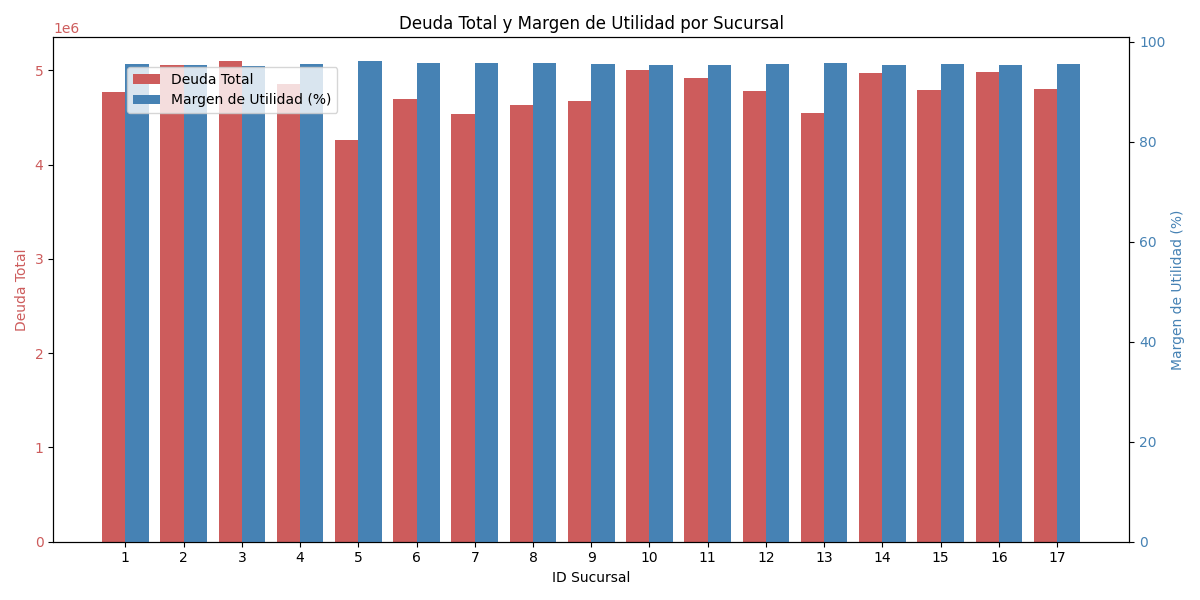 Deuda Total y Margen de Utilidad por Sucursal
1e6
Deuda Total
Margen de Utilidad (%)
5
4
3
2
1
0
Deuda Total
100
80
60
40
20
0
Margen de Utilidad (%)
1 2 3 4 5 6 7 8 9 10 11 12 13 14 15 16 17
ID Sucursal